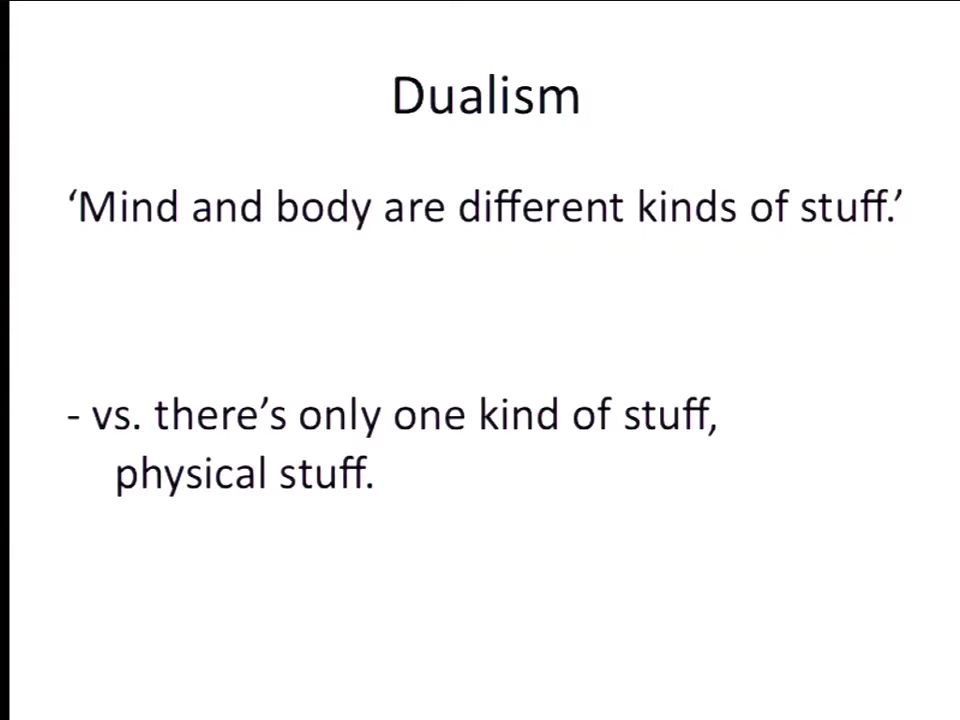 Dualism
‘Mind and body are different kinds of stuff.’
- vs. there’s only one kind of stuff,
physical stuff.